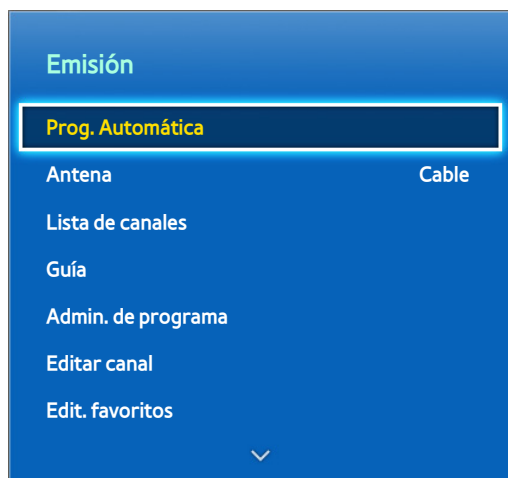 Emisión
Prog. Automática
Antena Cable
Lista de canales
Guía
Admin. de programa
Editar canal
Edit. favoritos